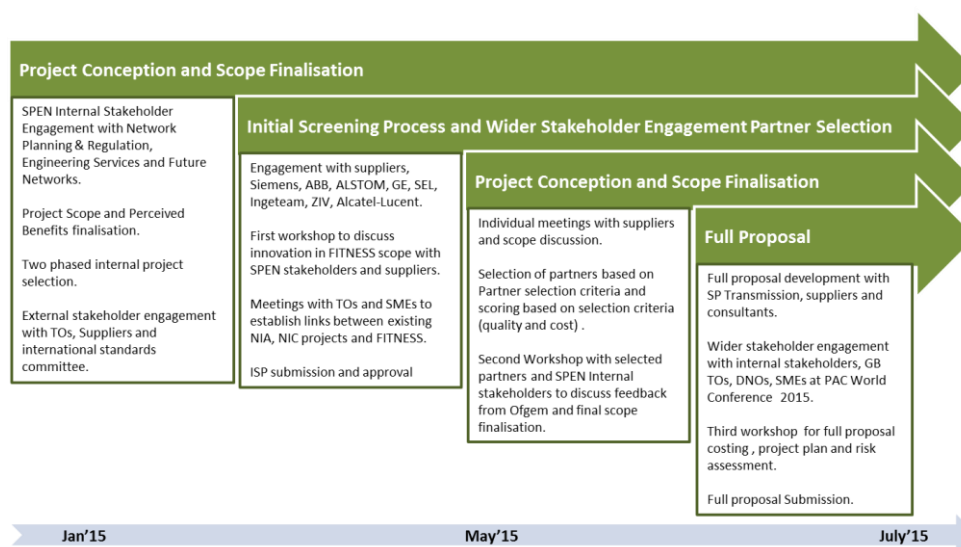 Project Conception and Scope Finalisation
SPEN Internal Stakeholder
Engagement with Network
Planning & Regulation,
Engineering Services and Future
Networks.
Project Scope and Perceived
Benefits finalisation.
Two phased internal project
selection.
External stakeholder engagement
with TOs, Suppliers and
international standards
committee.
Initial Screening Process and Wider Stakeholder Engagement Partner Selection
Engagement with suppliers,
Siemens, ABB, ALSTOM, GE, SEL,
Ingeteam, ZIV, Alcatel-Lucent.
First workshop to discuss
innovation in FITNESS scope with
SPEN stakeholders and suppliers.
Meetings with TOs and SMEs to
establish links between existing
NIA, NIC projects and FITNESS.
ISP submission and approval
Project Conception and Scope Finalisation
Individual meetings with suppliers
and scope discussion.
Selection of partners based on
Partner selection criteria and
scoring based on selection criteria
(quality and cost) .
Second Workshop with selected
partners and SPEN Internal
stakeholders to discuss feedback
from Ofgem and final scope
finalisation.
Full Proposal
Full proposal development with
SP Transmission, suppliers and
consultants.
Wider stakeholder engagement
with internal stakeholders, GB
TOs, DNOs, SMEs at PAC World
Conference 2015.
Third workshop for full proposal
costing , project plan and risk
assessment.
Full proposal Submission.
Jan'15
May'15
July'15